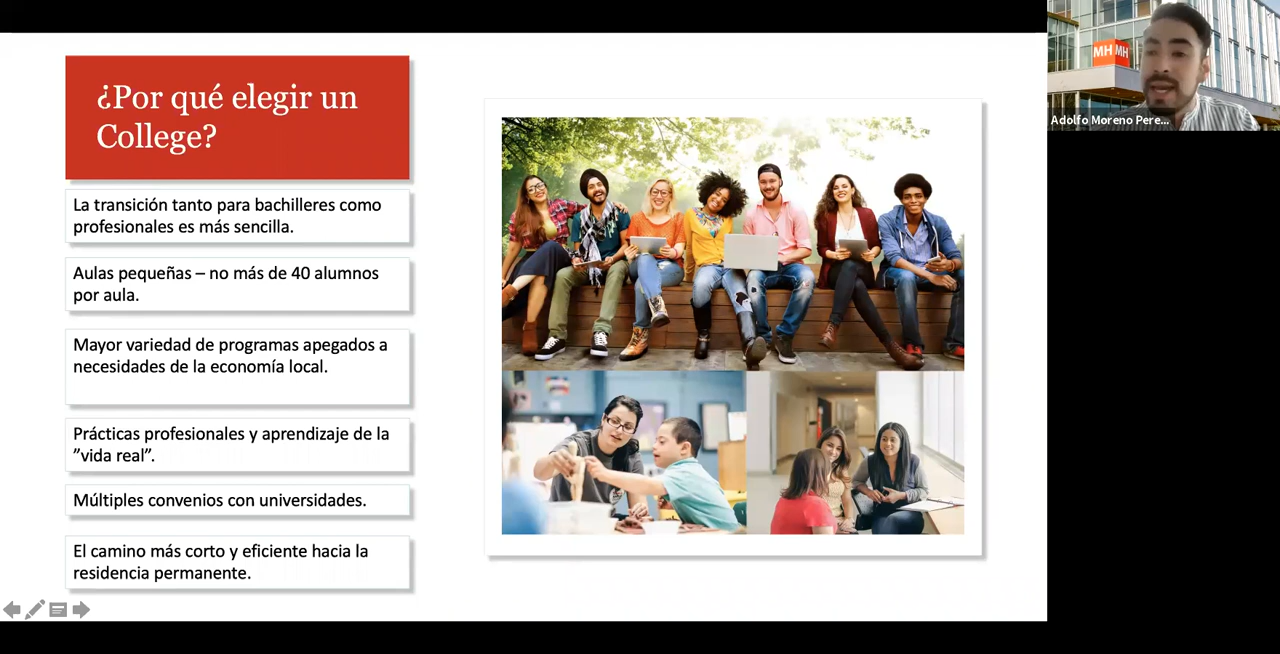 ¿Por qué elegir un
College?
La transición tanto para bachilleres como
profesionales es más sencilla.
Aulas pequeñas – no más de 40 alumnos
por aula.
Mayor variedad de programas apegados a
necesidades de la economía local.
Prácticas profesionales y aprendizaje de la
”vida real”.
Múltiples convenios con universidades.
El camino más corto y eficiente hacia la
residencia permanente.
MH MH
Adolfo Moreno Pere...